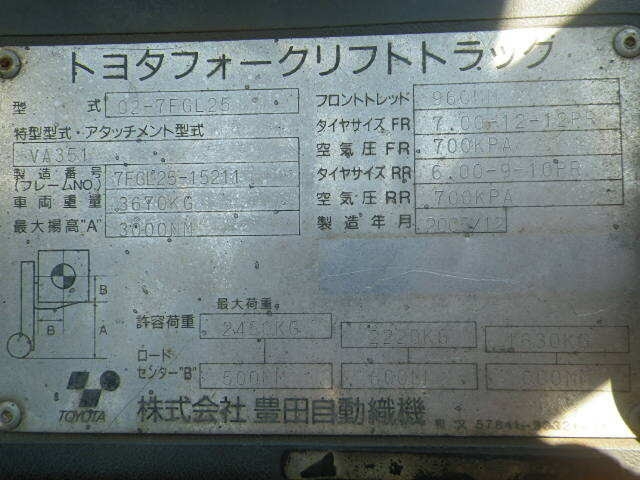 トヨタフォークリフトトラック
型式 02-7FGL25
特型型式・アタッチメント型式
VA351
製造番号
(フレームNO.) 7FGL25-15211
車両重量 3670KG
最大揚高"A" 3000MM
フロントトレッド 960MM
タイヤサイズ FR 7.00-12-12PR
空気圧 FR 700KPA
タイヤサイズ RR 6.00-9-10PR
空気圧 RR 700KPA
製造年月
B
B
A
最大荷重
許容荷重 2450KG 2220KG 1630KG
ロード
センター"B" 500MM 600MM
TOYOTA
株式会社 豊田自動織機